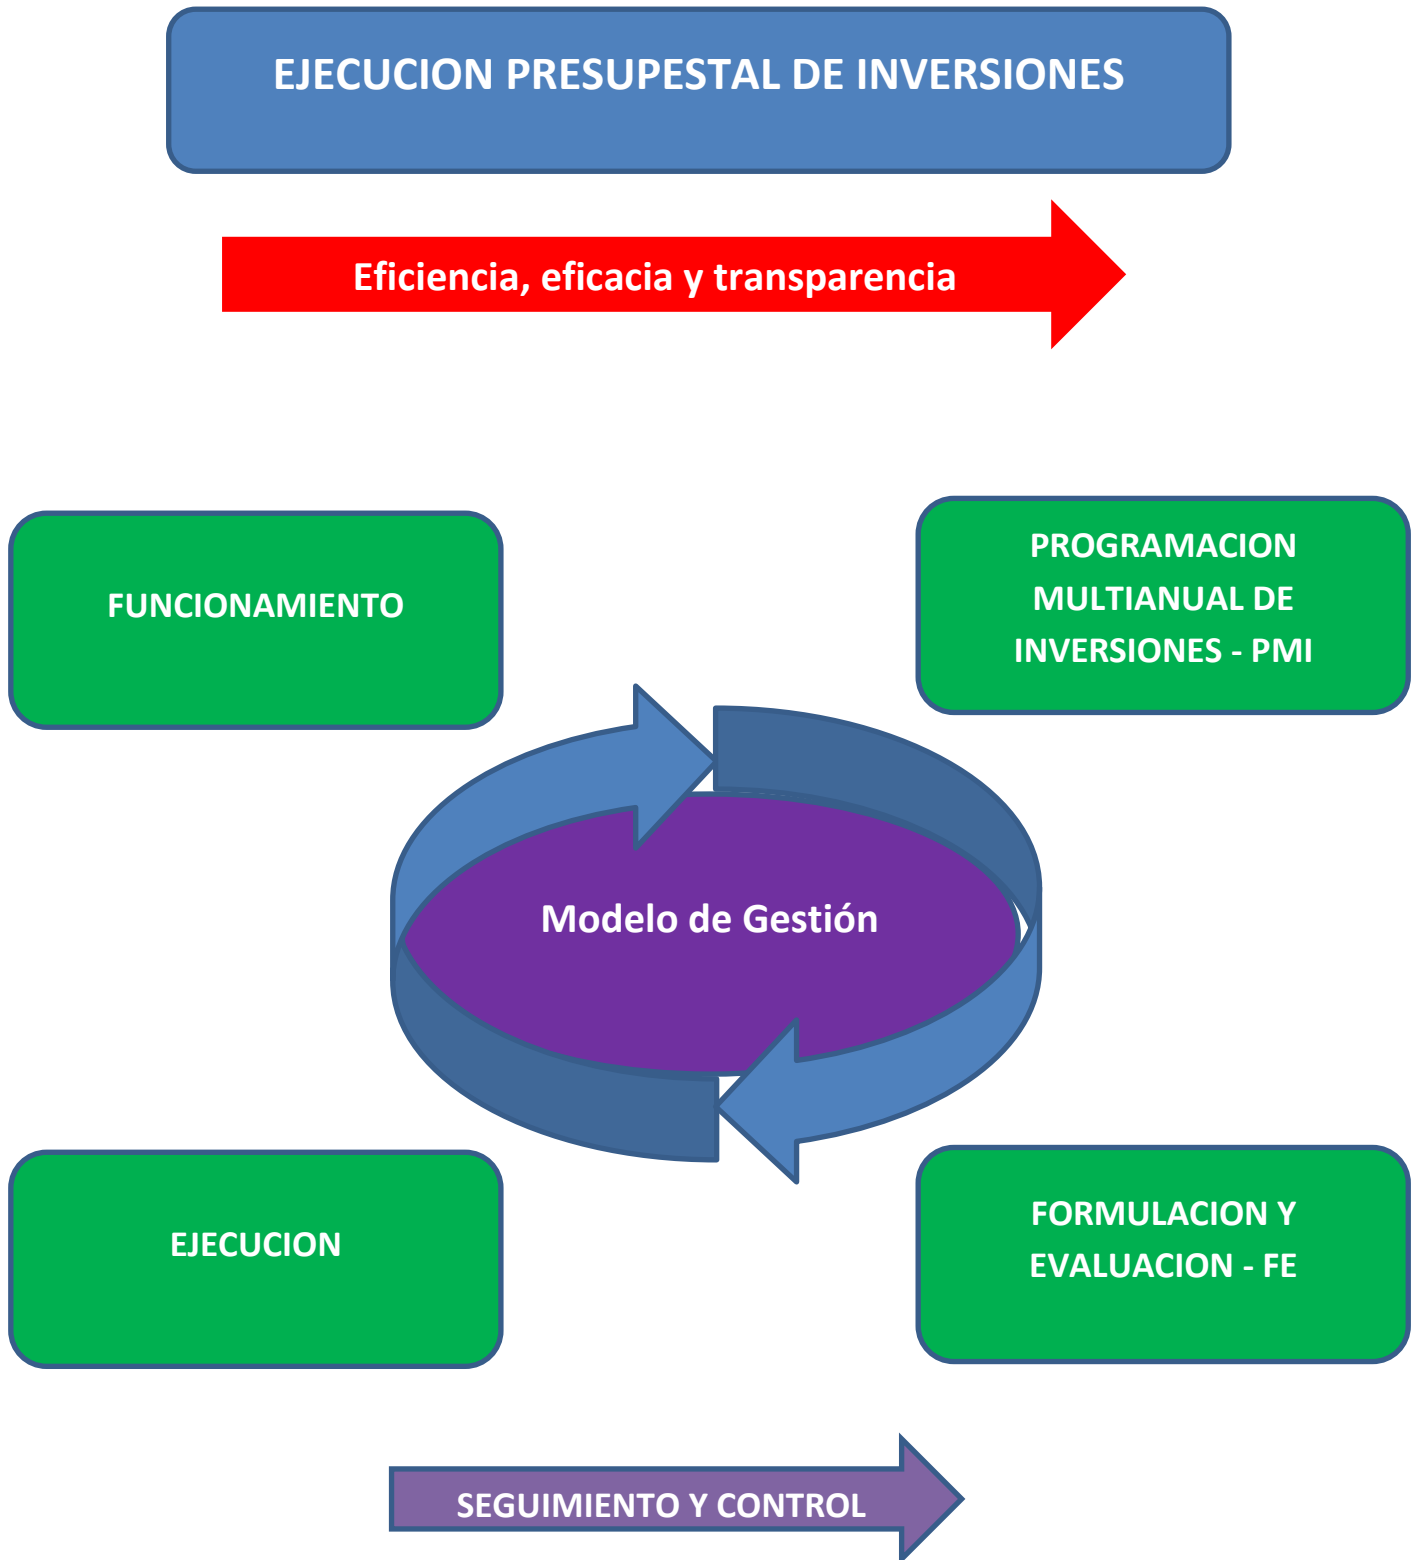 EJECUCION PRESUPESTAL DE INVERSIONES
Eficiencia, eficacia y transparencia
FUNCIONAMIENTO
PROGRAMACION
MULTIANUAL DE
INVERSIONES - PMI
Modelo de Gestión
EJECUCION
FORMULACION Y
EVALUACION - FE
SEGUIMIENTO Y CONTROL